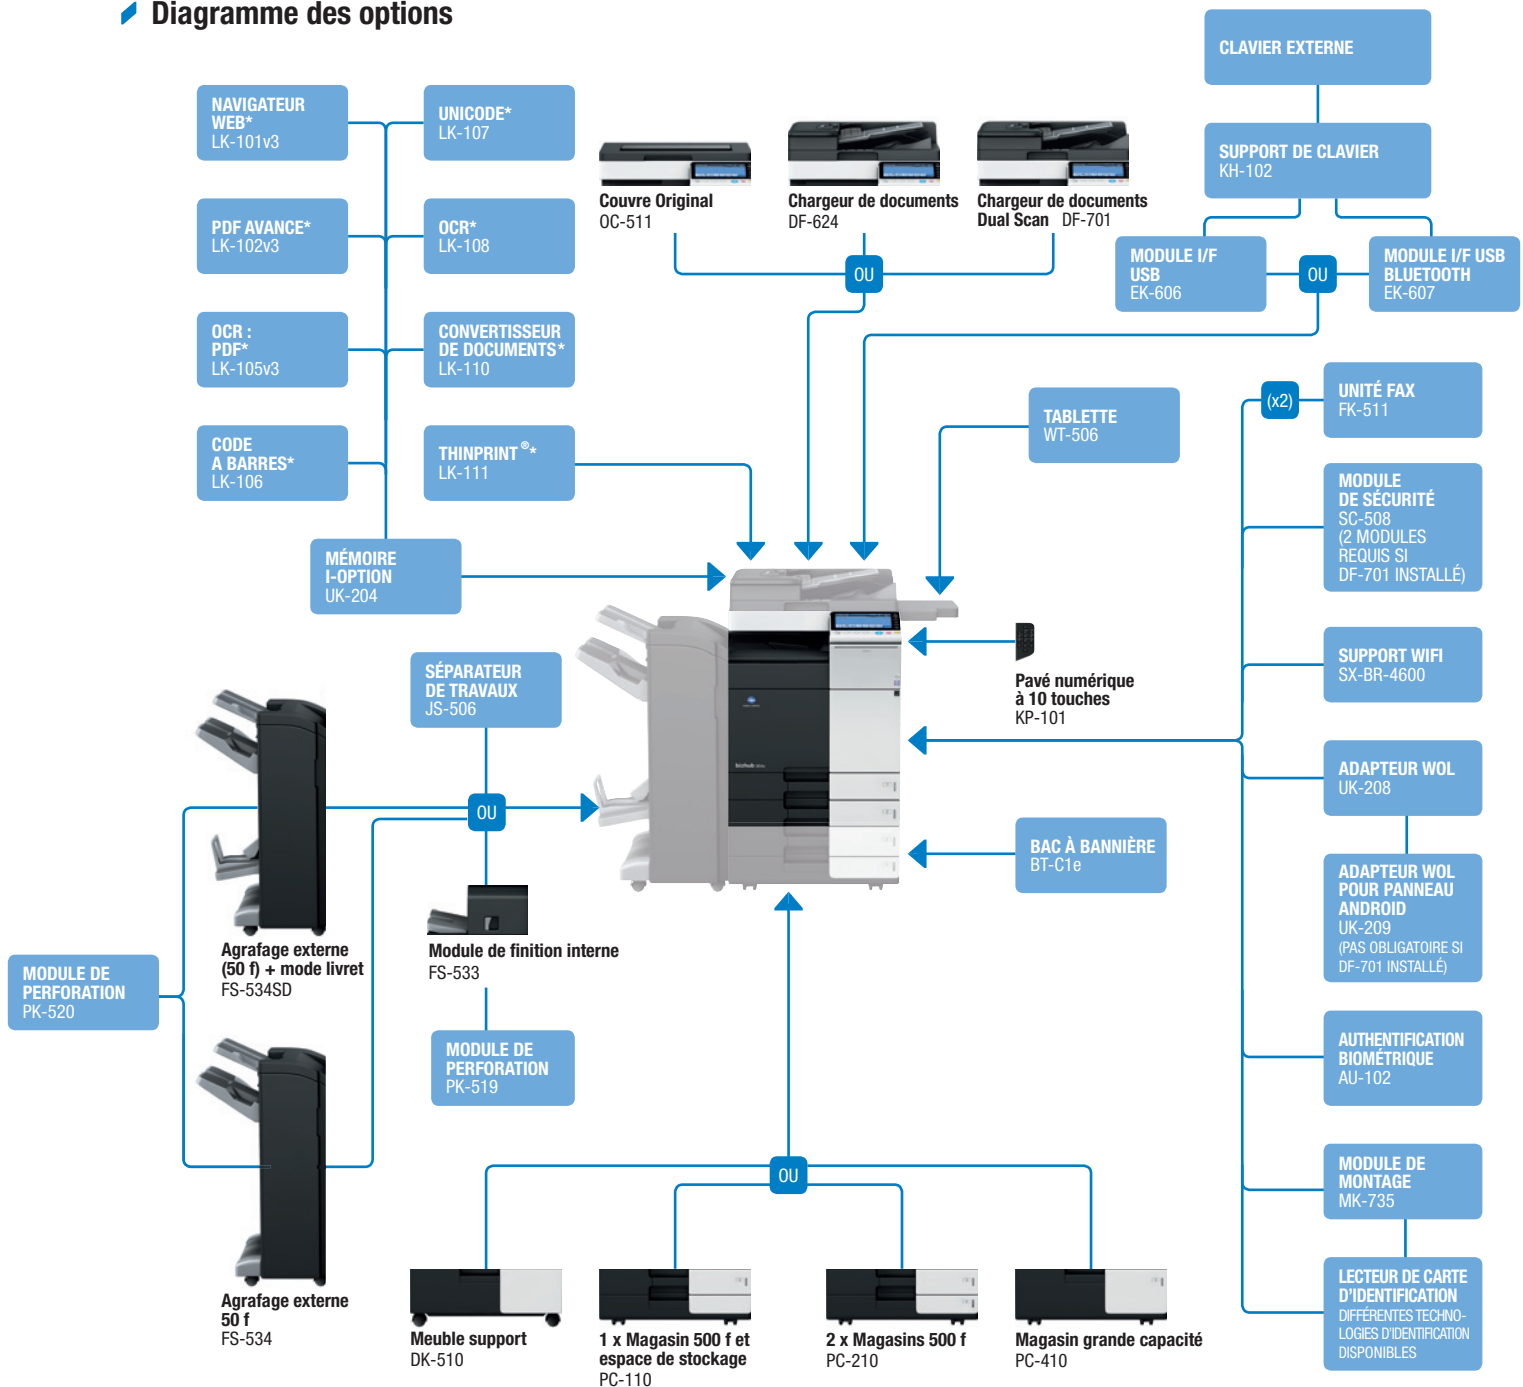 Diagramme des options
CLAVIER EXTERNE
SUPPORT DE CLAVIER
KH-102
MODULE I/F
USB
EK-606
OU
MODULE I/F USB
BLUETOOTH
EK-607
NAVIGATEUR
WEB*
LK-101v3
UNICODE*
LK-107
PDF AVANCE*
LK-102v3
OCR*
LK-108
OCR :
PDF*
LK-105v3
CONVERTISSEUR
DE DOCUMENTS*
LK-110
CODE
A BARRES*
LK-106
THINPRINT®*
LK-111
MÉMOIRE
I-OPTION
UK-204
Couvre Original
OC-511
Chargeur de documents
DF-624
Chargeur de documents
Dual Scan DF-701
OU
TABLETTE
WT-506
(x2)
UNITÉ FAX
FK-511
MODULE
DE SÉCURITÉ
SC-508
(2 MODULES
REQUIS SI
DF-701 INSTALLÉ)
SUPPORT WIFI
SX-BR-4600
ADAPTEUR WOL
UK-208
ADAPTEUR WOL
POUR PANNEAU
ANDROID
UK-209
(PAS OBLIGATOIRE SI
DF-701 INSTALLÉ)
AUTHENTIFICATION
BIOMÉTRIQUE
AU-102
MODULE DE
MONTAGE
MK-735
LECTEUR DE CARTE
D'IDENTIFICATION
DIFFÉRENTES TECHNO-
LOGIES D'IDENTIFICATION
DISPONIBLES
Pavé numérique
à 10 touches
KP-101
BAC À BANNIÈRE
BT-C1e
bizhub
SÉPARATEUR
DE TRAVAUX
JS-506
OU
Module de finition interne
FS-533
MODULE DE
PERFORATION
PK-519
Agrafage externe
(50 f) + mode livret
FS-534SD
MODULE DE
PERFORATION
PK-520
Agrafage externe
50 f
FS-534
OU
Meuble support
DK-510
1 x Magasin 500 f et
espace de stockage
PC-110
2 x Magasins 500 f
PC-210
Magasin grande capacité
PC-410